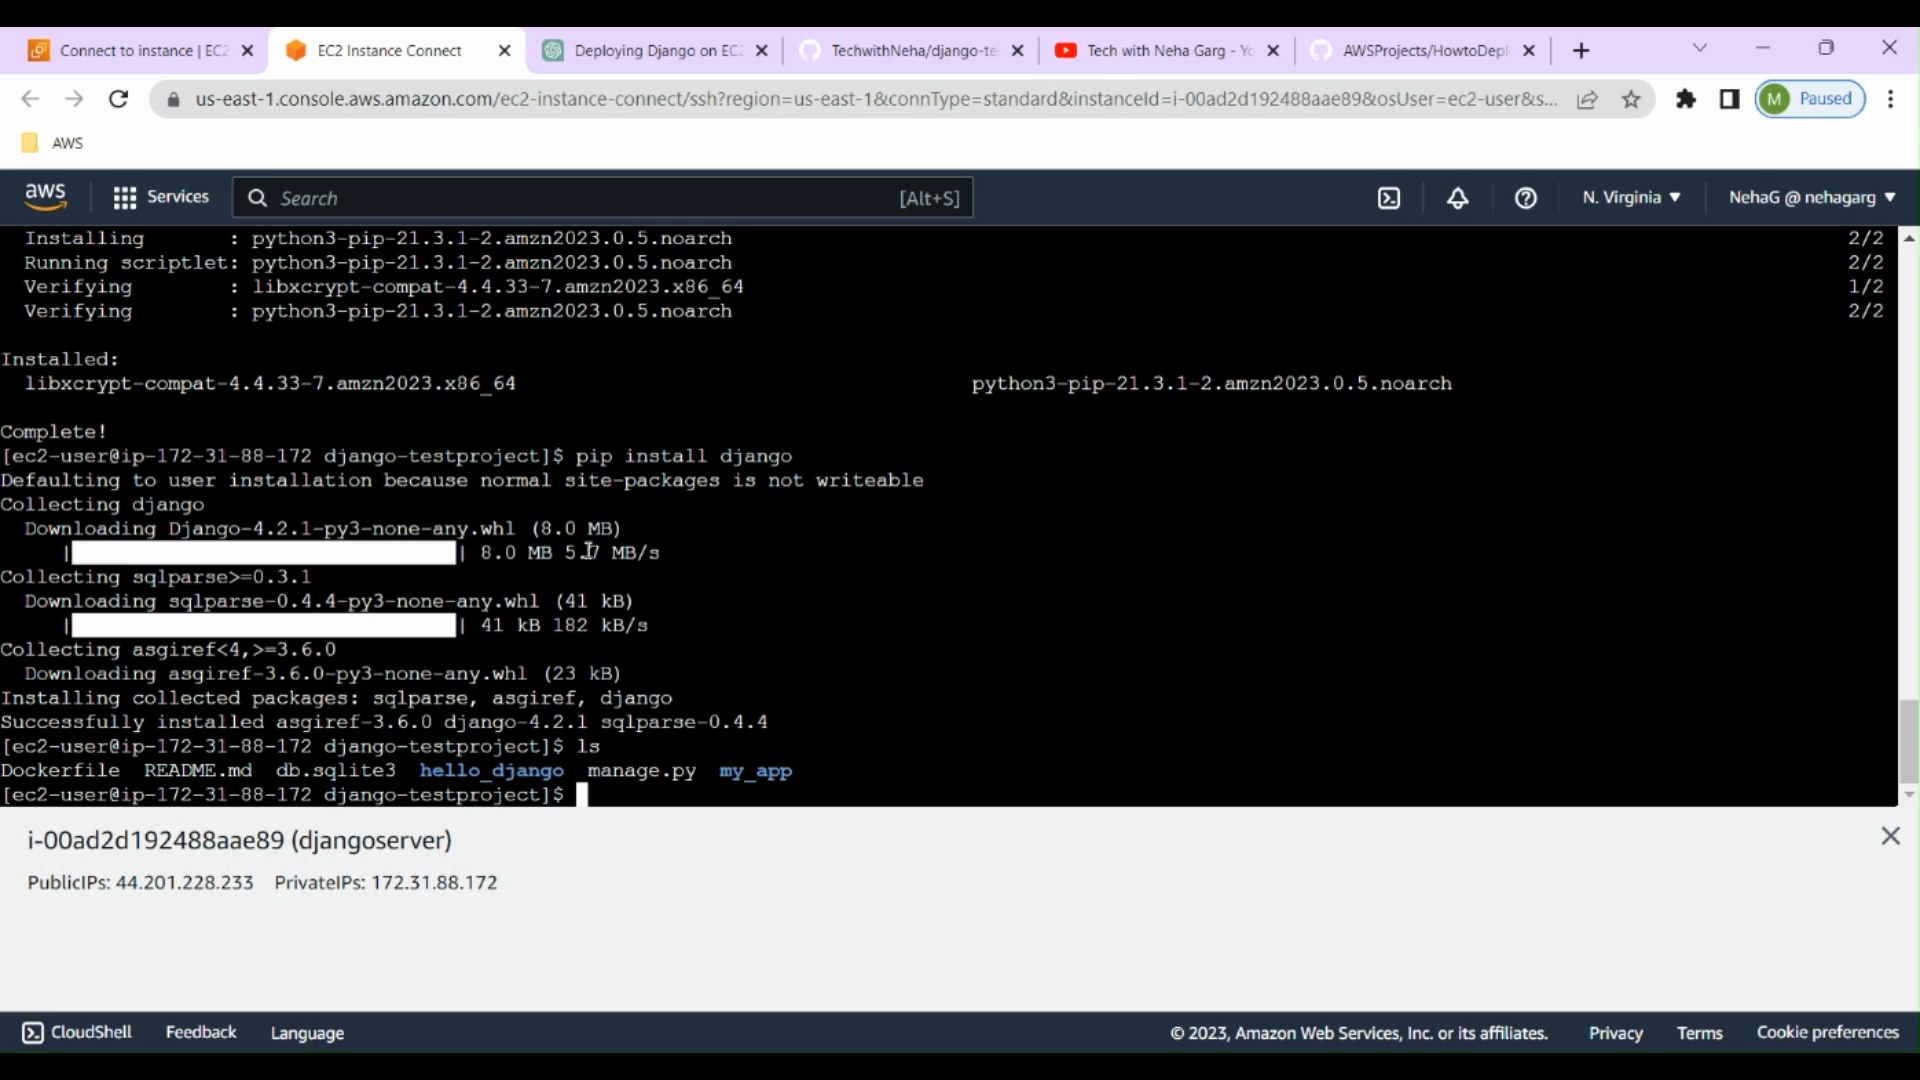 Connect to instance | EC2
EC2 Instance Connect
Deploying Django on EC2
TechwithNeha/django-te
Tech with Neha Garg - Yo
AWSProjects/HowtoDepl
us-east-1.console.aws.amazon.com/ec2-instance-connect/ssh?region=us-east-1&connType=standard&instanceId=i-00ad2d192488aae89&osUser=ec2-user&s...
M Paused
AWS
aws Services Search [Alt+S] N. Virginia NehaG @ nehagarg
Installing : python3-pip-21.3.1-2.amzn2023.0.5.noarch 2/2
Running scriptlet: python3-pip-21.3.1-2.amzn2023.0.5.noarch 2/2
Verifying : libxcrypt-compat-4.4.33-7.amzn2023.x86_64 1/2
Verifying : python3-pip-21.3.1-2.amzn2023.0.5.noarch 2/2
Installed:
libxcrypt-compat-4.4.33-7.amzn2023.x86_64 python3-pip-21.3.1-2.amzn2023.0.5.noarch
Complete!
[ec2-user@ip-172-31-88-172 django-testproject]$ pip install django
Defaulting to user installation because normal site-packages is not writeable
Collecting django
Downloading Django-4.2.1-py3-none-any.whl (8.0 MB)
| | 8.0 MB 5.7 MB/s
Collecting sqlparse>=0.3.1
Downloading sqlparse-0.4.4-py3-none-any.whl (41 kB)
| | 41 kB 182 kB/s
Collecting asgiref<4,>=3.6.0
Downloading asgiref-3.6.0-py3-none-any.whl (23 kB)
Installing collected packages: sqlparse, asgiref, django
Successfully installed asgiref-3.6.0 django-4.2.1 sqlparse-0.4.4
[ec2-user@ip-172-31-88-172 django-testproject]$ ls
Dockerfile README.md db.sqlite3 hello_django manage.py my_app
[ec2-user@ip-172-31-88-172 django-testproject]$
i-00ad2d192488aae89 (djangoserver)
PublicIPs: 44.201.228.233 PrivateIPs: 172.31.88.172
CloudShell Feedback Language © 2023, Amazon Web Services, Inc. or its affiliates. Privacy Terms Cookie preferences